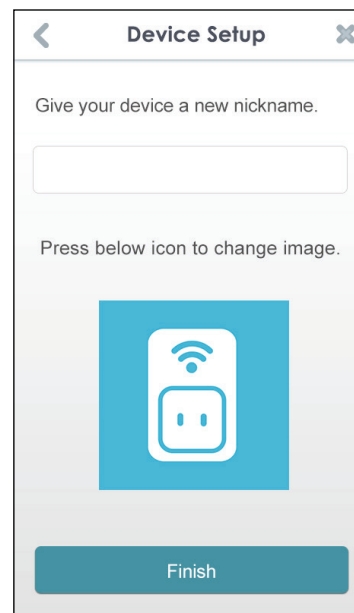 Device Setup
Give your device a new nickname.
Press below icon to change image.
Finish